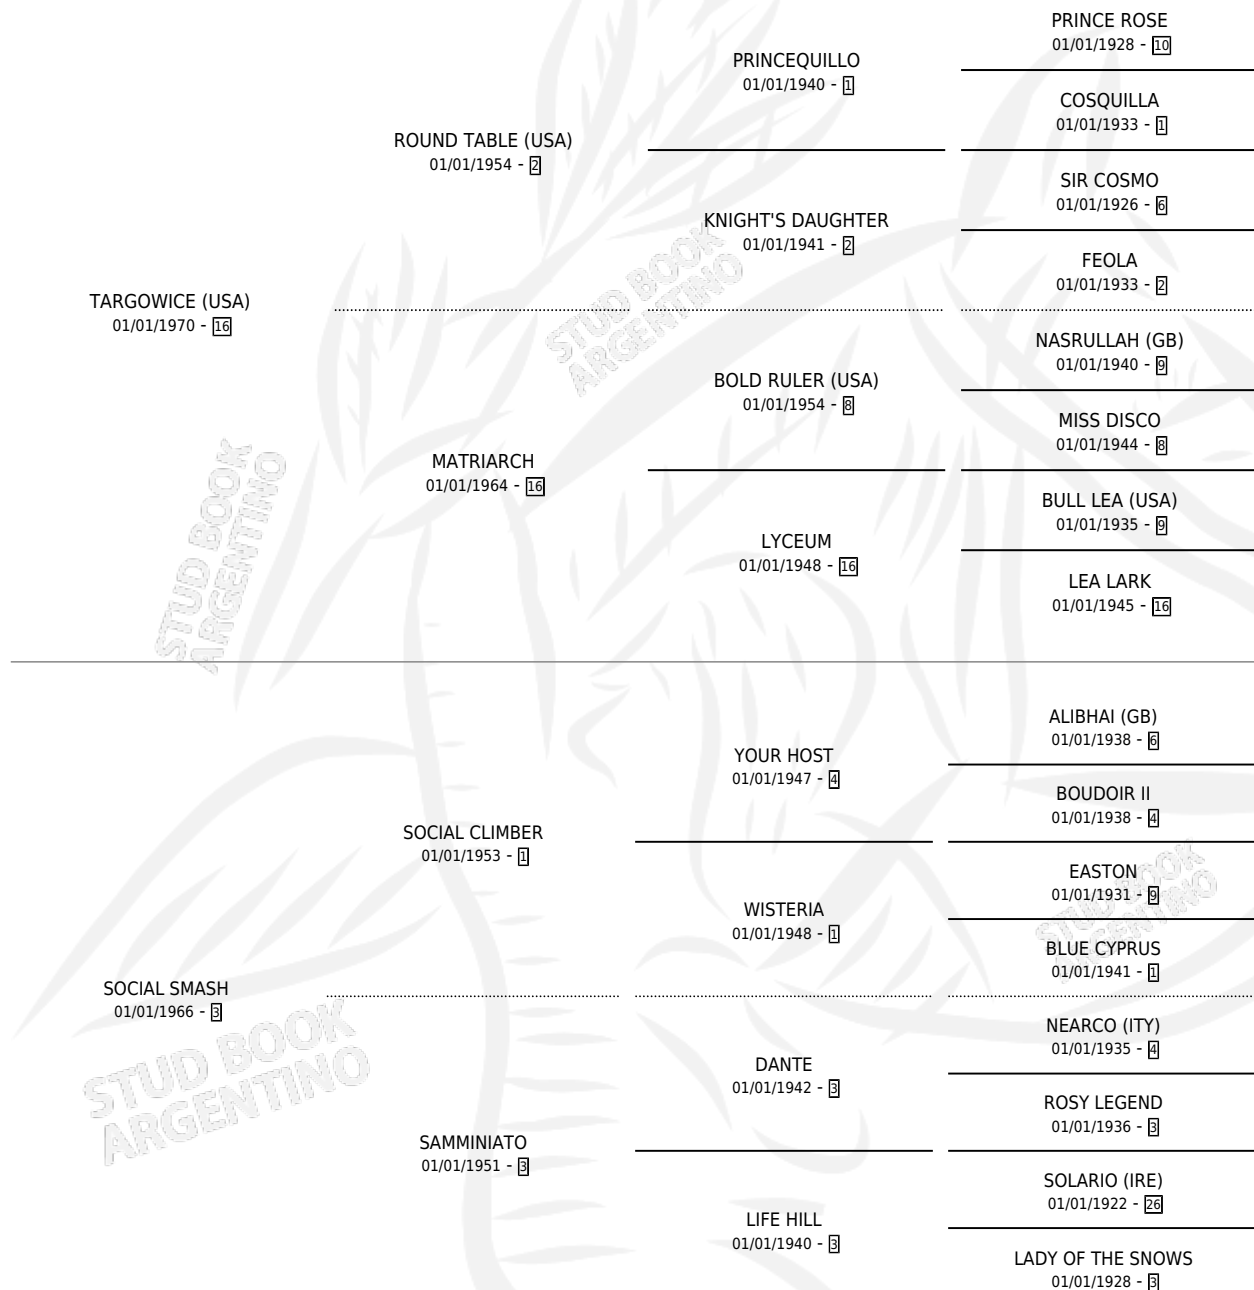 PRINCE ROSE
01/01/1928 - 10
PRINCEQUILLO
01/01/1940 - 1
COSQUILLA
01/01/1933 - 1
ROUND TABLE (USA)
01/01/1954 - 2
SIR COSMO
01/01/1926 - 6
KNIGHT'S DAUGHTER
01/01/1941 - 2
FEOLA
01/01/1933 - 2
TARGOWICE (USA)
01/01/1970 - 16
STUD BOOK
ARGENTINO
NASRULLAH (GB)
01/01/1940 - 9
BOLD RULER (USA)
01/01/1954 - 8
MISS DISCO
01/01/1944 - 8
MATRIARCH
01/01/1964 - 16
BULL LEA (USA)
01/01/1935 - 9
LYCEUM
01/01/1948 - 16
LEA LARK
01/01/1945 - 16
STUD BOOK
ARGENTINO
ALIBHAI (GB)
01/01/1938 - 6
YOUR HOST
01/01/1947 - 4
BOUDOIR II
01/01/1938 - 4
SOCIAL CLIMBER
01/01/1953 - 1
EASTON
01/01/1931 - 9
WISTERIA
01/01/1948 - 1
BLUE CYPRUS
01/01/1941 - 1
STUD BOOK
ARGENTINO
SOCIAL SMASH
01/01/1966 - 3
NEARCO (ITY)
01/01/1935 - 4
DANTE
01/01/1942 - 3
ROSY LEGEND
01/01/1936 - 3
STUD BOOK
ARGENTINO
SAMMINIATO
01/01/1951 - 3
SOLARIO (IRE)
01/01/1922 - 26
LIFE HILL
01/01/1940 - 3
LADY OF THE SNOWS
01/01/1928 - 3